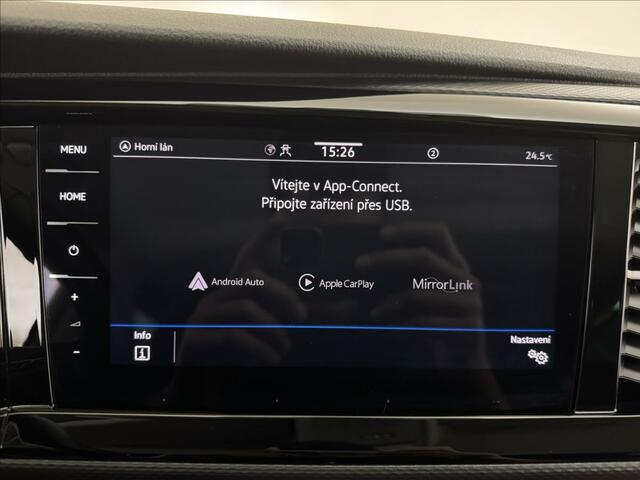 MENU
Horní lán
15:26
2
24.5°C
HOME
Vítejte v App-Connect.
Připojte zařízení přes USB.
+
-
Android Auto
Apple CarPlay
MirrorLink
Info
Nastavení